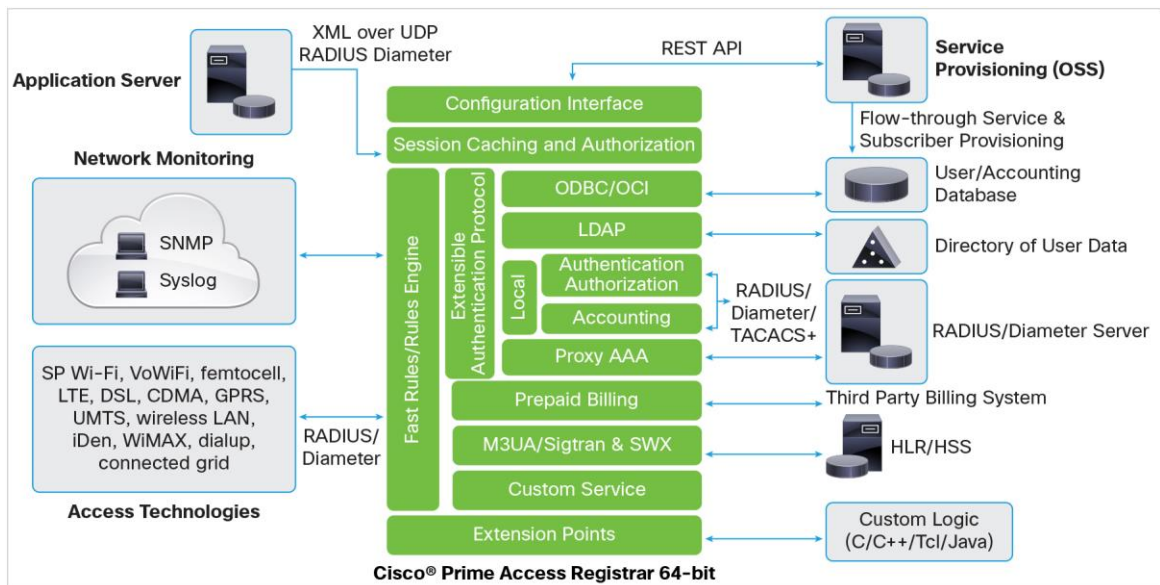 XML over UDP
RADIUS Diameter
Application Server
REST API
Service
Provisioning (OSS)
Configuration Interface
Flow-through Service &
Subscriber Provisioning
Session Caching and Authorization
Network Monitoring
SNMP
Syslog
Fast Rules/Rules Engine
Extensible
Authentication Protocol
ODBC/OCI
User/Accounting
Database
LDAP
Directory of User Data
Local
Authentication
Authorization
Accounting
RADIUS/
Diameter/
TACACS+
RADIUS/Diameter Server
Proxy AAA
SP Wi-Fi, VoWiFi, femtocell,
LTE, DSL, CDMA, GPRS,
UMTS, wireless LAN,
iDen, WiMAX, dialup,
connected grid
RADIUS/
Diameter
Access Technologies
Prepaid Billing
Third Party Billing System
M3UA/Sigtran & SWX
HLR/HSS
Custom Service
Extension Points
Custom Logic
(C/C++/Tcl/Java)
Cisco® Prime Access Registrar 64-bit